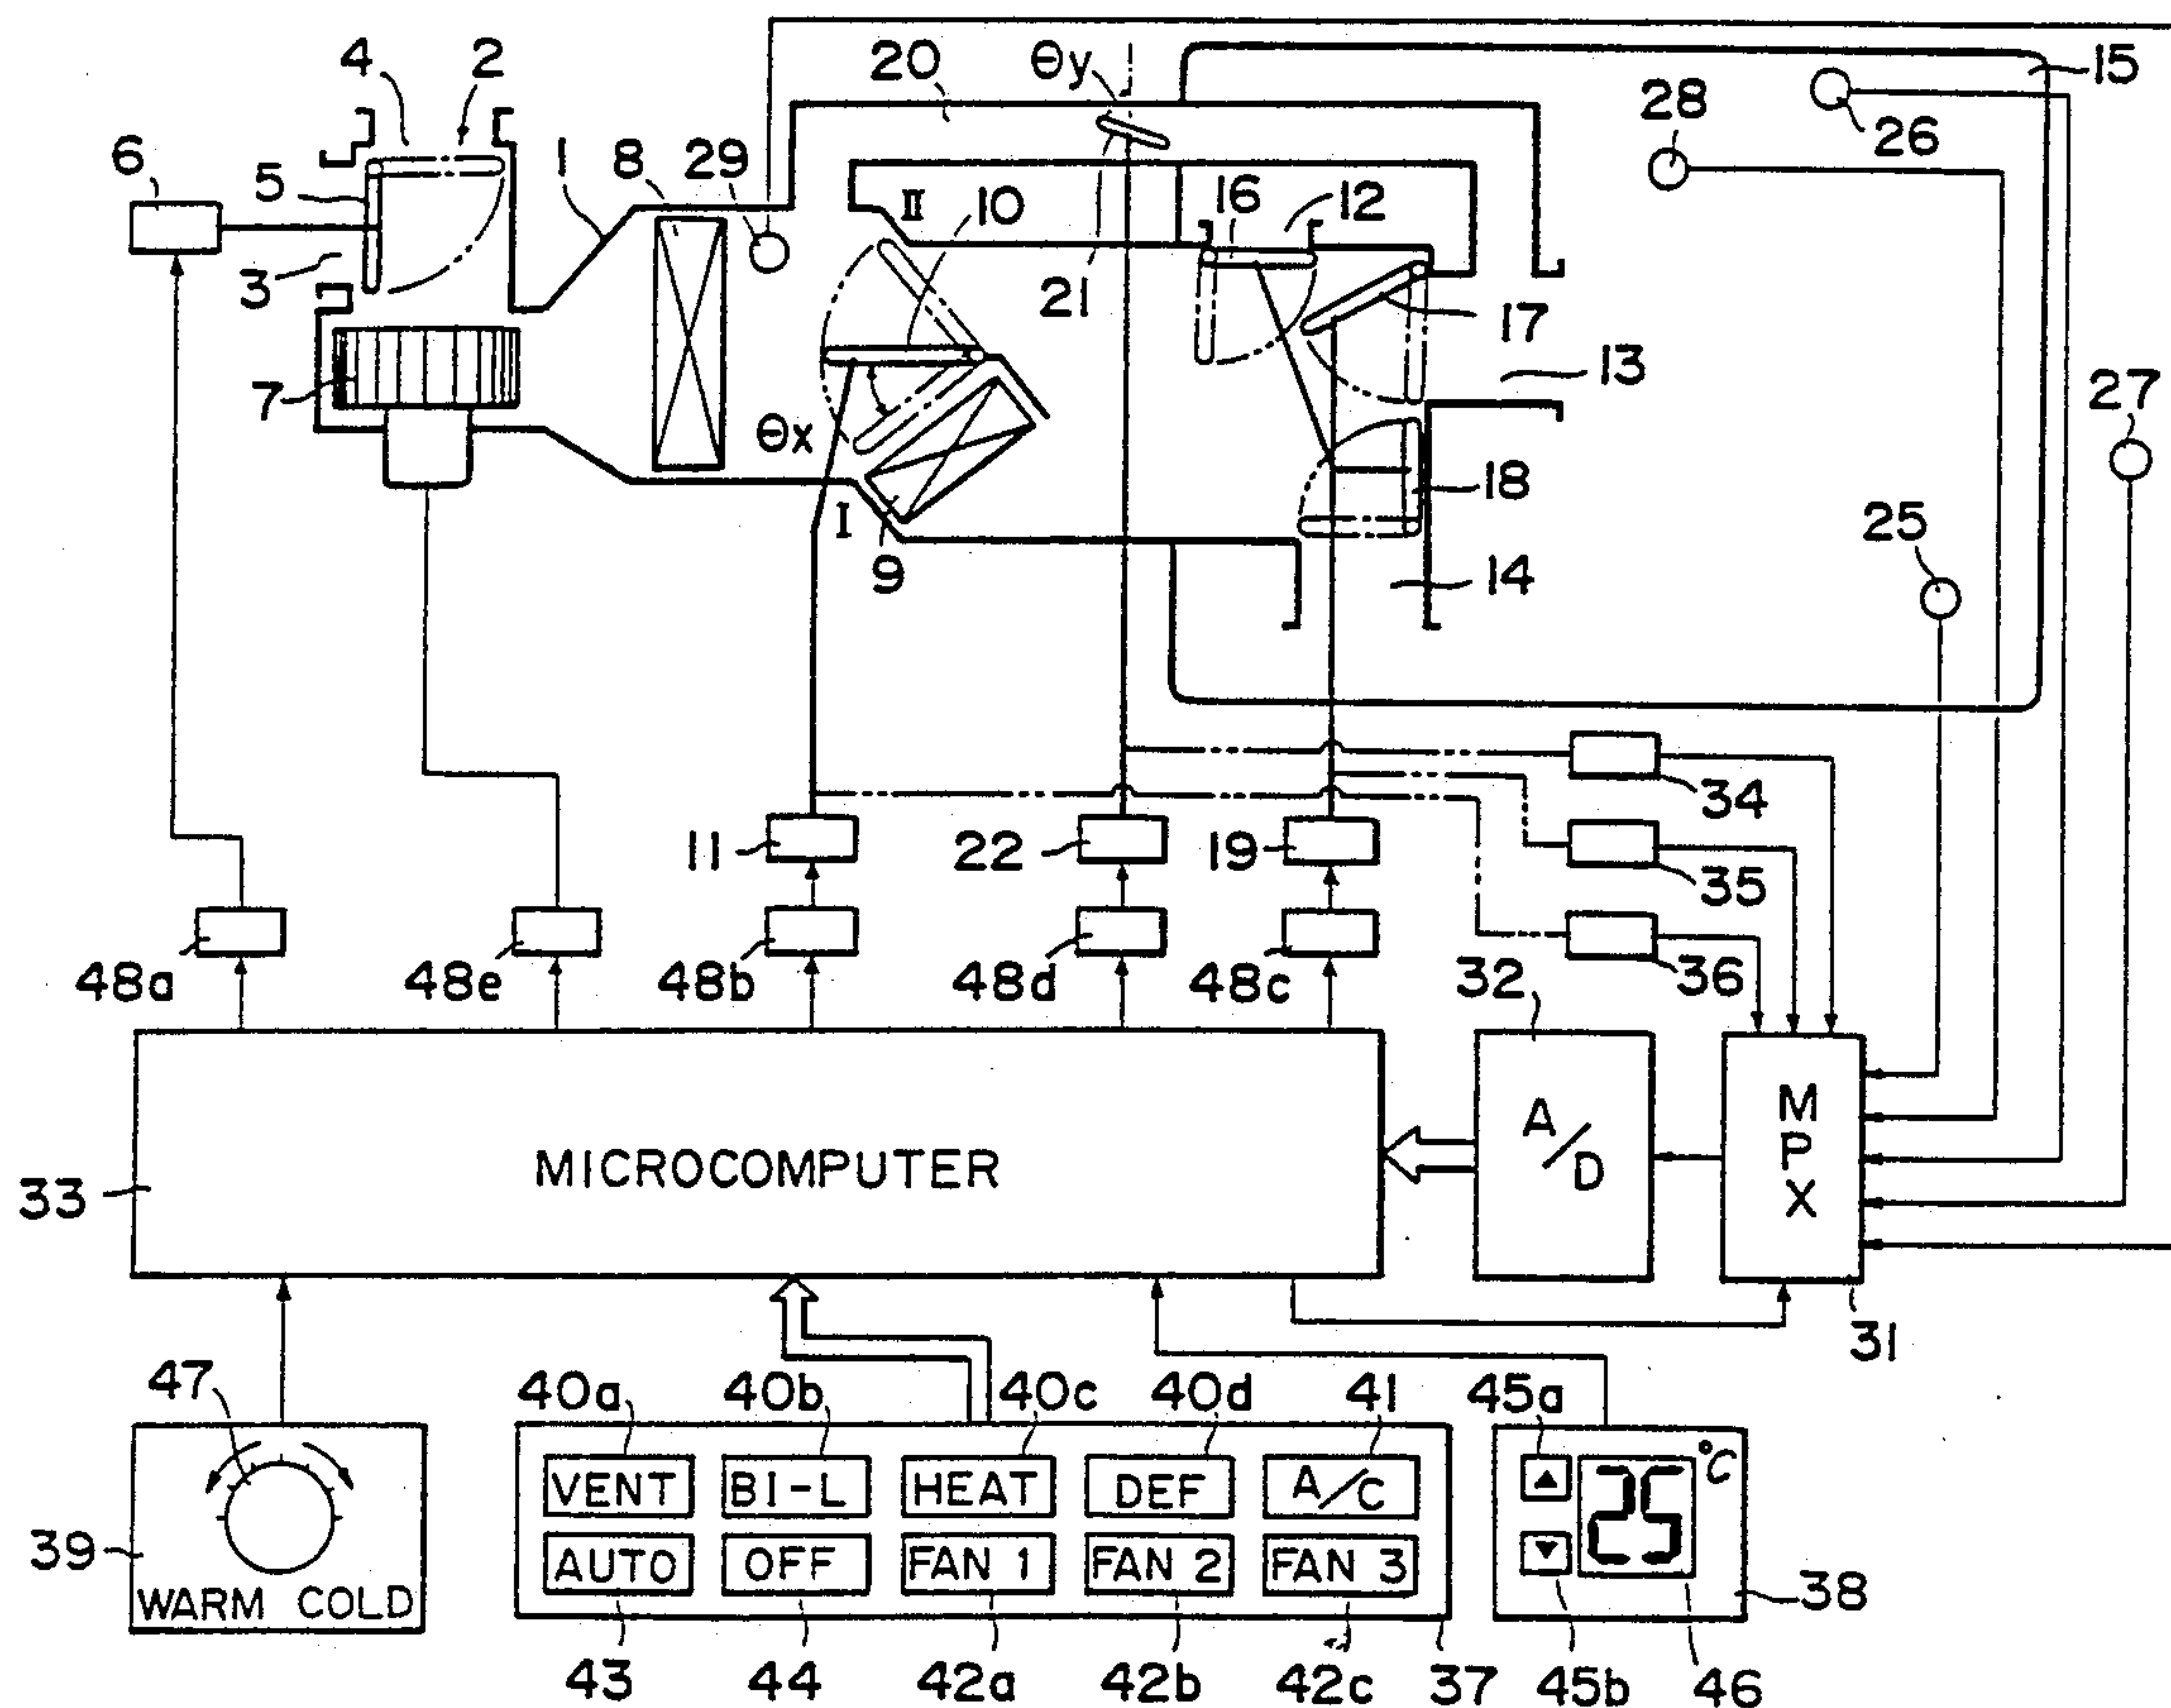 4 2 20 Θy 15
28 26
6 5 1 8 29 II 10 16 12
3 21 17
7 Θx 13 27
18
I 9 25 14
34
11 22 19
35
48a 48e 48b 48d 48c 32 36
MICROCOMPUTER
A/D
MPX
33
31
47 40a 40b 40c 40d 41 45a
VENT BI-L HEAT DEF A/C ▲ 25 °C
AUTO OFF FAN 1 FAN 2 FAN 3 ▼
39 38
WARM COLD
43 44 42a 42b 42c 37 45b 46